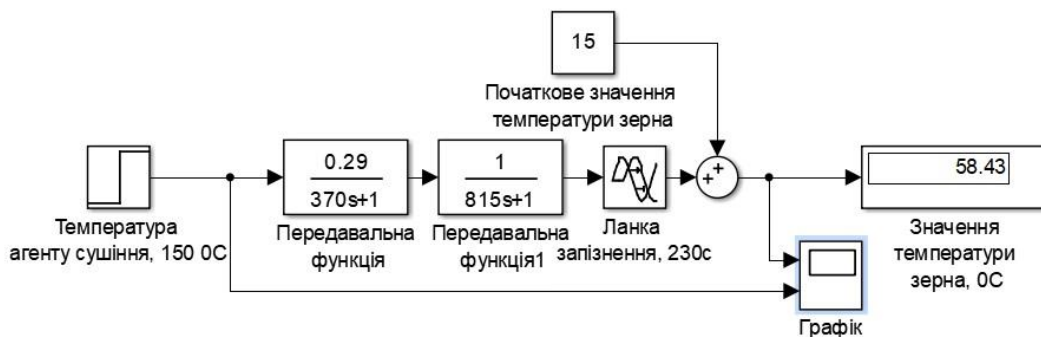 15
Початкове значення
температури зерна
0.29
370s+1
1
815s+1
++
58.43
Температура
агенту сушіння, 150 0С
Передавальна
функція
Передавальна
функція1
Ланка
запізнення, 230с
Значення
температури
зерна, 0С
Графік